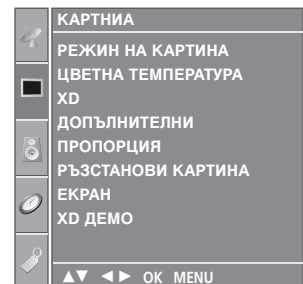 КАРТНИА
РЕЖИН НА КАРТИНА
ЦВЕТНА ТЕМПЕРАТУРА
XD
ДОПЪЛНИТЕЛНИ
ПРОПОРЦИЯ
РЪЗСТАНОВИ КАРТИНА
ЕКРАН
XD ДЕМО
▲▼ ◄► OK MENU